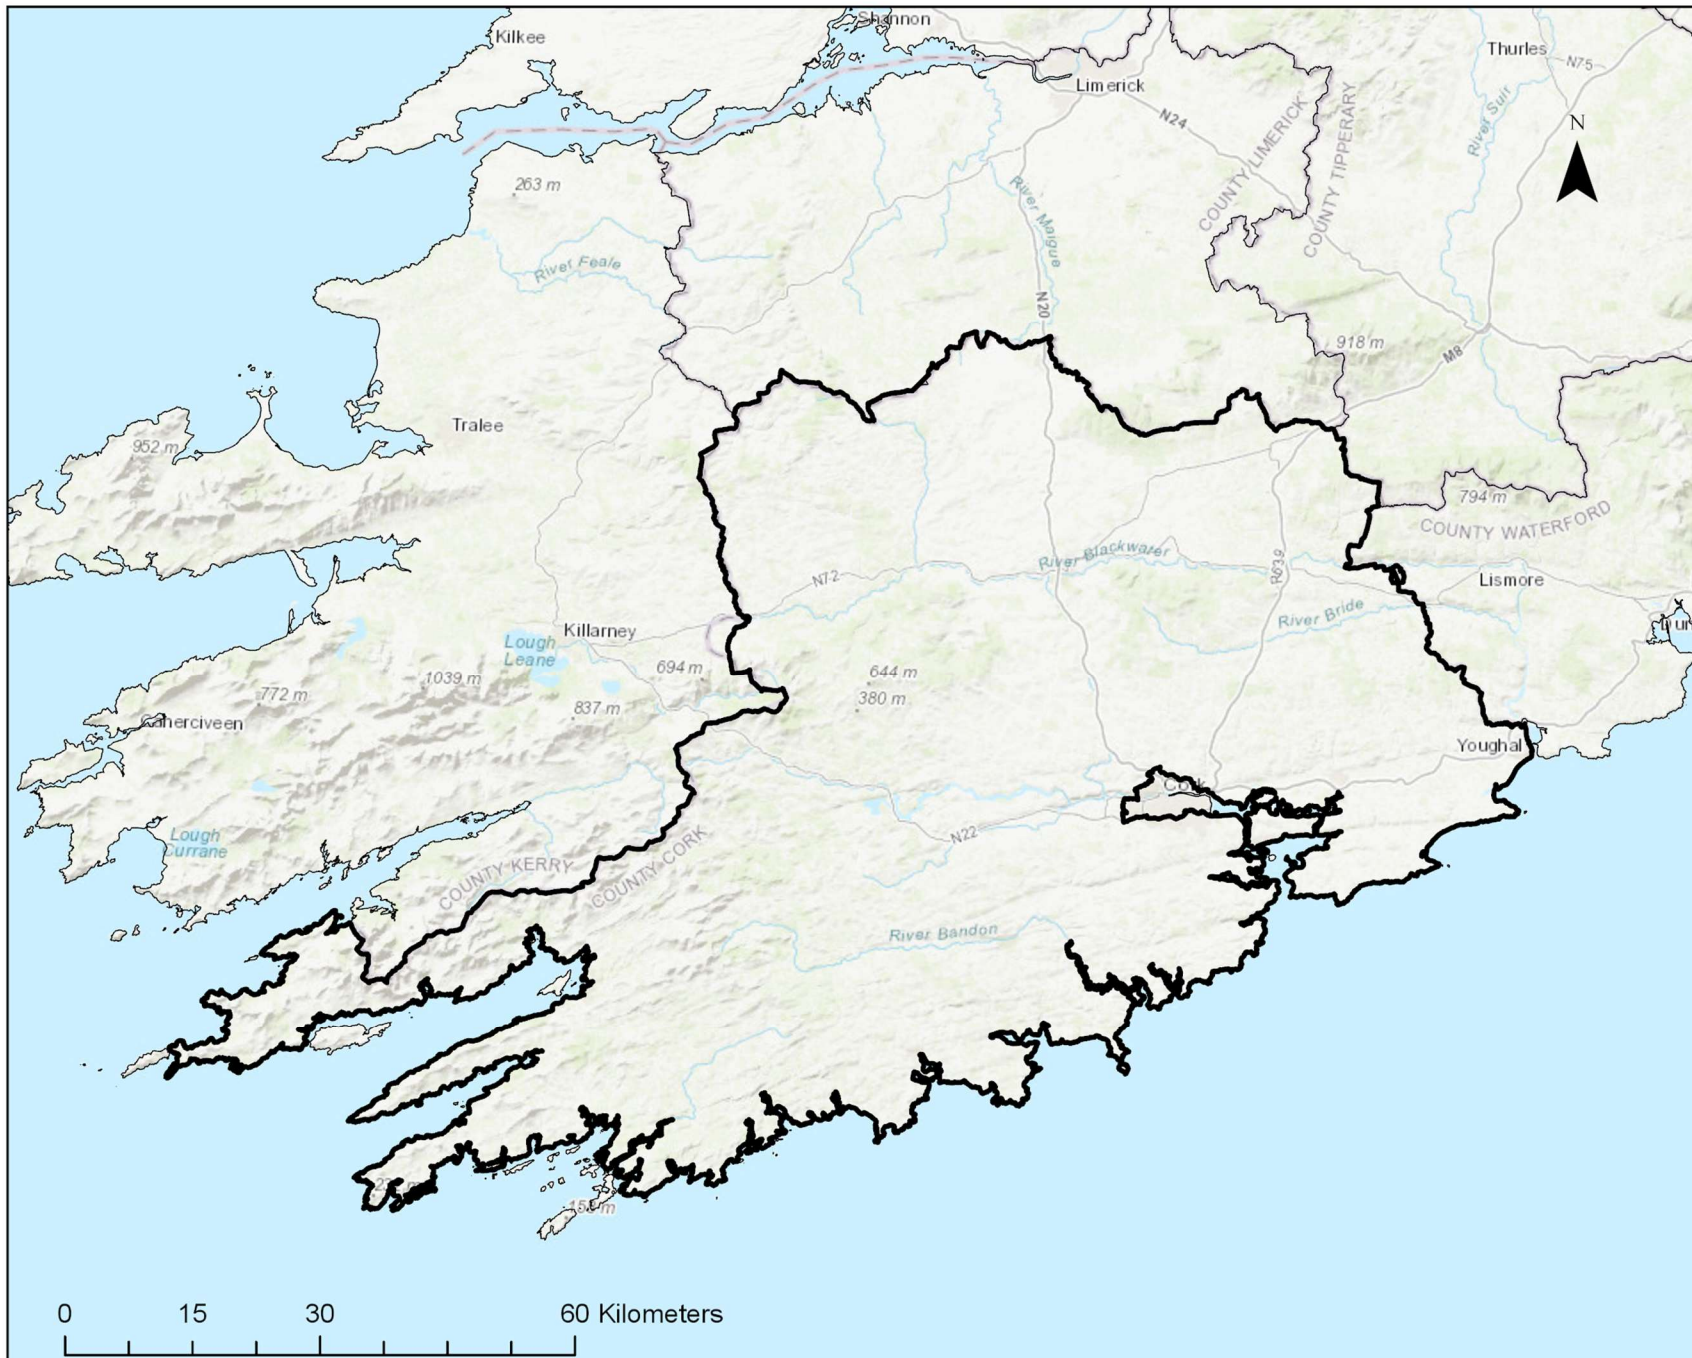 Shannon
Kilkee
Thurles
N75
Limerick
River Suir
N24
COUNTY LIMERICK
COUNTY TIPPERARY
N
263 m
River Maigue
River Feale
N20
918 m
M8
952 m
Tralee
794 m
COUNTY WATERFORD
River Blackwater
N72
R639
Lismore
River Bride
Killarney
Lough
Leane
694 m
644 m
380 m
1039 m
772 m
837 m
Caherciveen
Youghal
Cork
Lough
Currane
N22
COUNTY KERRY
COUNTY CORK
River Bandon
0 15 30 60 Kilometers